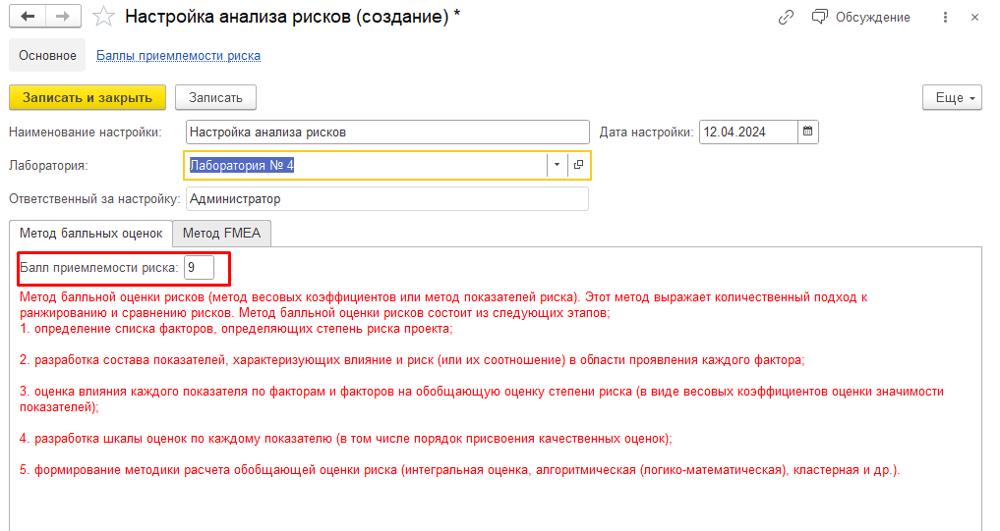 Настройка анализа рисков (создание) *
Обсуждение
Основное
Баллы приемлемости риска
Записать и закрыть
Записать
Еще
Наименование настройки:
Настройка анализа рисков
Дата настройки:
12.04.2024
Лаборатория:
Лаборатория № 4
Ответственный за настройку:
Администратор
Метод балльных оценок
Метод FMEA
Балл приемлемости риска:
9
Метод балльной оценки рисков (метод весовых коэффициентов или метод показателей риска). Этот метод выражает количественный подход к
ранжированию и сравнению рисков. Метод балльной оценки рисков состоит из следующих этапов;
1. определение списка факторов, определяющих степень риска проекта;
2. разработка состава показателей, характеризующих влияние и риск (или их соотношение) в области проявления каждого фактора;
3. оценка влияния каждого показателя по факторам и факторов на обобщающую оценку степени риска (в виде весовых коэффициентов оценки значимости
показателей);
4. разработка шкалы оценок по каждому показателю (в том числе порядок присвоения качественных оценок);
5. формирование методики расчета обобщающей оценки риска (интегральная оценка, алгоритмическая (логико-математическая), кластерная и др.).